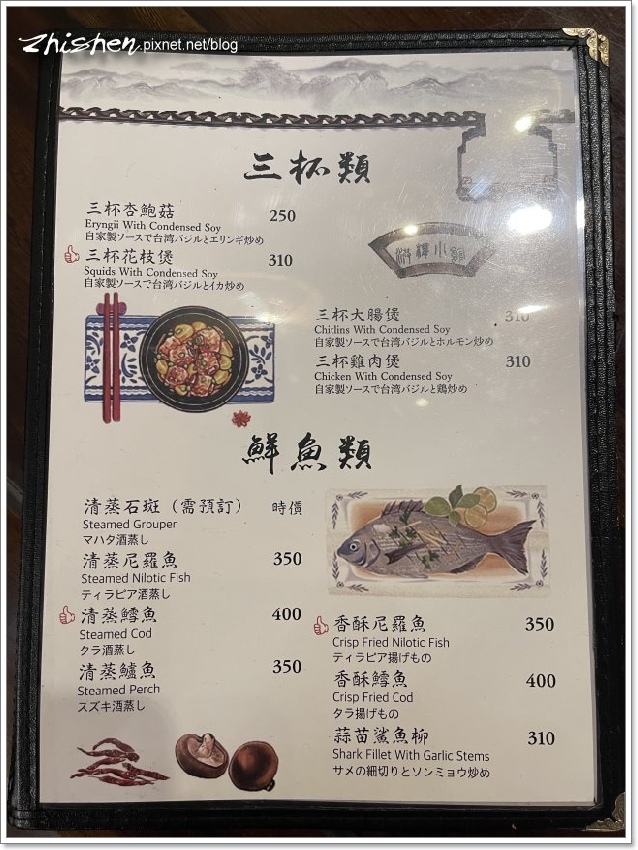 zhishen.pixnet.net/blog
三杯類
三杯杏鮑菇 250
Eryngii With Condensed Soy
自家製ソースで台湾バジルとエリンギ炒め
三杯花枝煲 310
Squids With Condensed Soy
自家製ソースで台湾バジルとイカ炒め
三杯大腸煲 310
Chitlins With Condensed Soy
自家製ソースで台湾バジルとホルモン炒め
三杯雞肉煲 310
Chicken With Condensed Soy
自家製ソースで台湾バジルと鶏炒め
鮮魚類
清蒸石斑（需預訂） 時價
Steamed Grouper
マハタ酒蒸し
清蒸尼羅魚 350
Steamed Nilotic Fish
ティラピア酒蒸し
清蒸鱈魚 400
Steamed Cod
クラ酒蒸し
清蒸鱸魚 350
Steamed Perch
スズキ酒蒸し
香酥尼羅魚 350
Crisp Fried Nilotic Fish
ティラピア揚げもの
香酥鱈魚 400
Crisp Fried Cod
タラ揚げもの
蒜苗鯊魚柳 310
Shark Fillet With Garlic Stems
サメの細切りとソンミョウ炒め